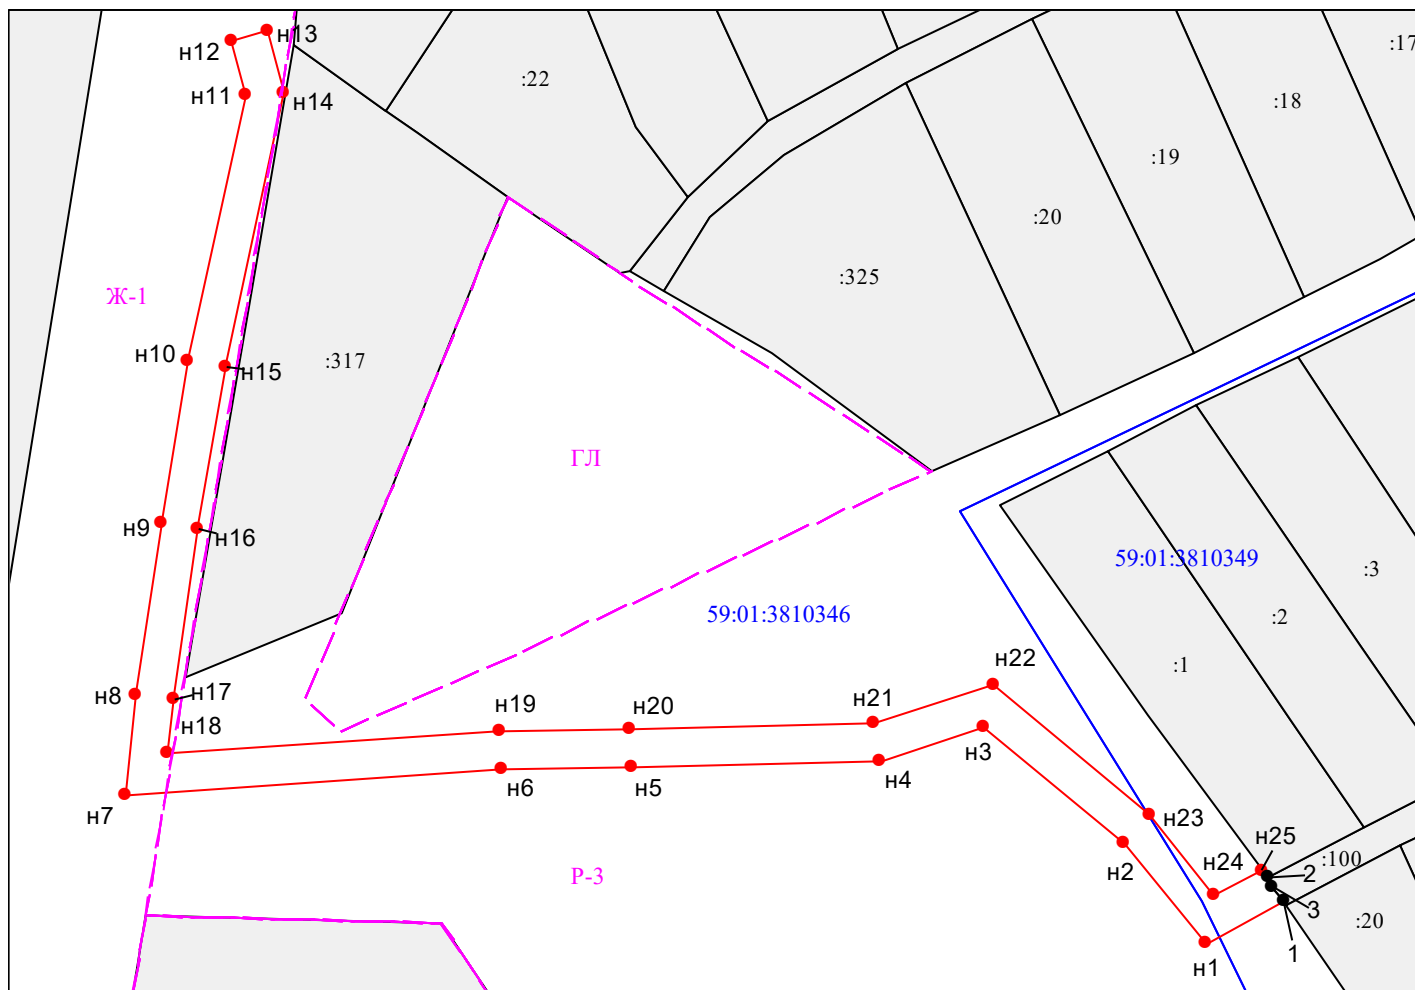 н13
н12
:17
:22
н11
н14
:18
:19
:20
:325
Ж-1
н10
:317
н15
ГЛ
н9
н16
59:01:3810349
:3
59:01:3810346
:2
:1
н22
н8
н17
н19
н20
н21
н18
н3
н6
н5
н4
н7
н23
н25
:100
н2
н24
2
Р-3
3
:20
н1
1